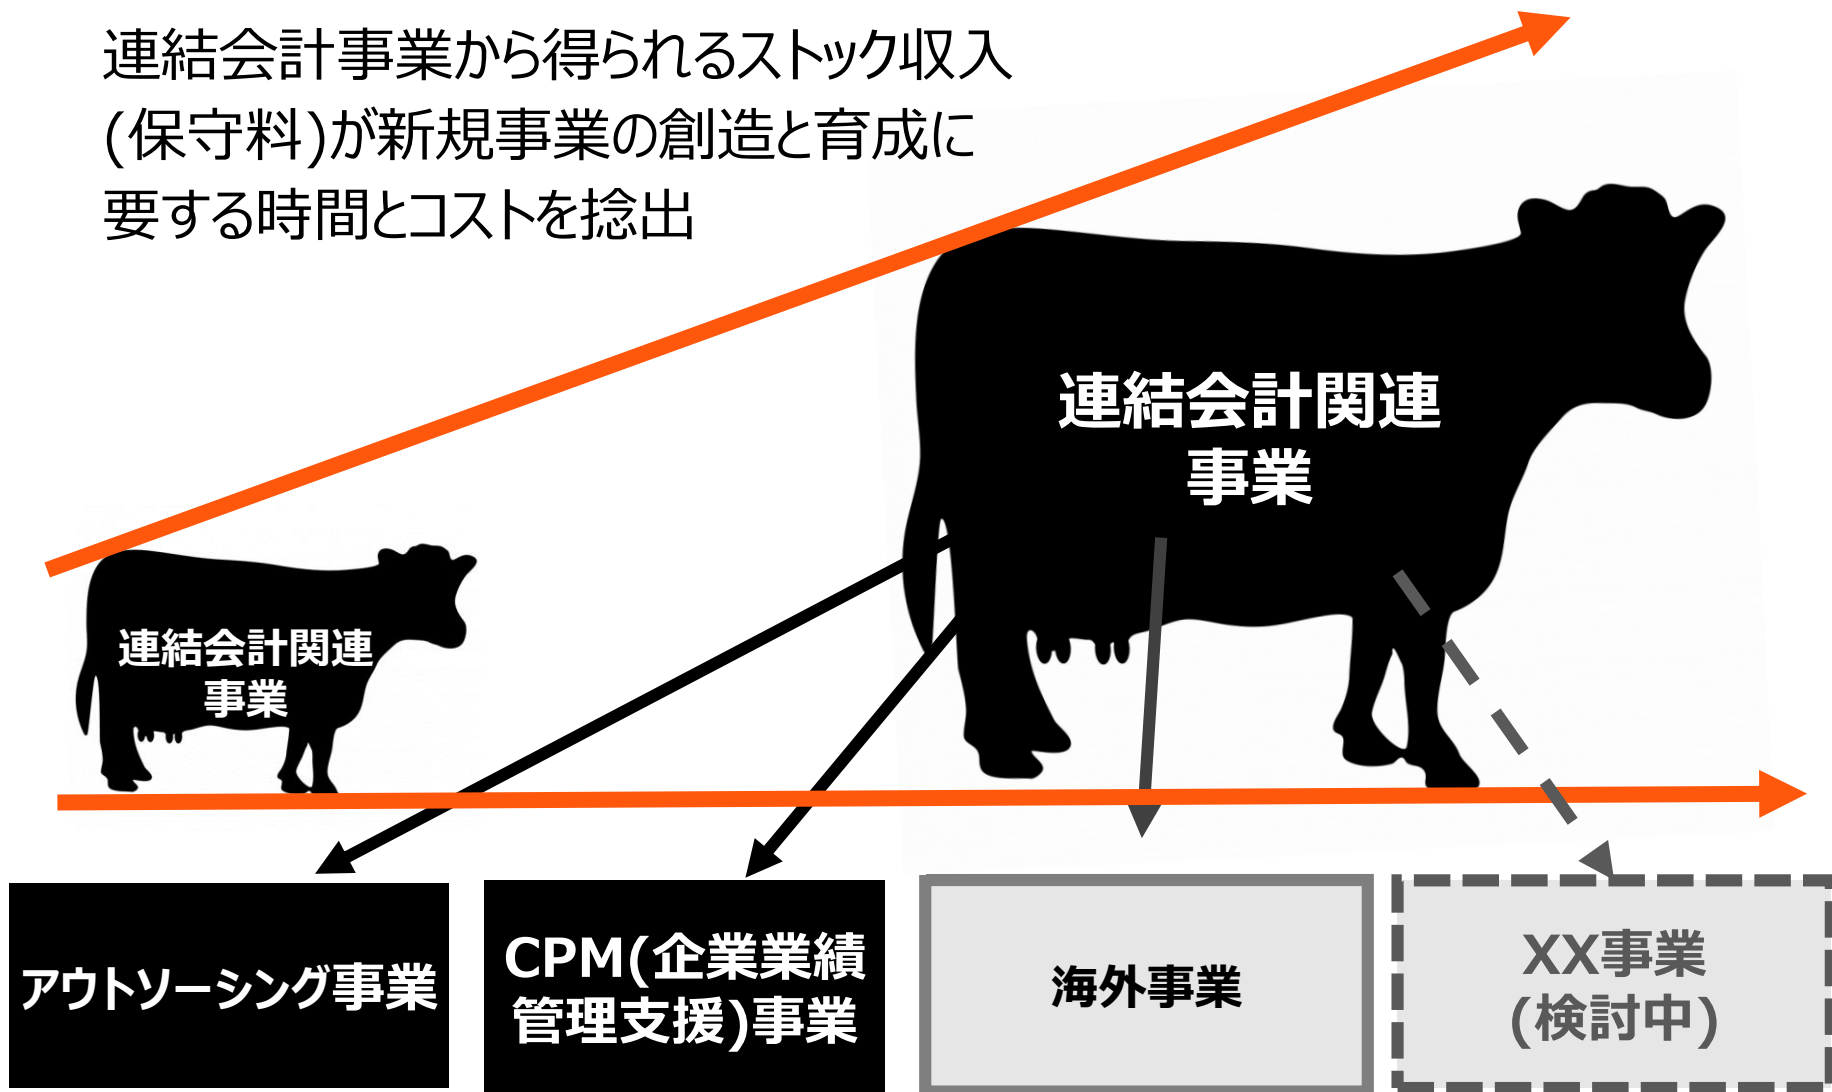 連結会計事業から得られるストック収入
(保守料)が新規事業の創造と育成に
要する時間とコストを捻出
連結会計関連
事業
連結会計関連
事業
アウトソーシング事業
CPM(企業業績
管理支援)事業
海外事業
XX事業
(検討中)